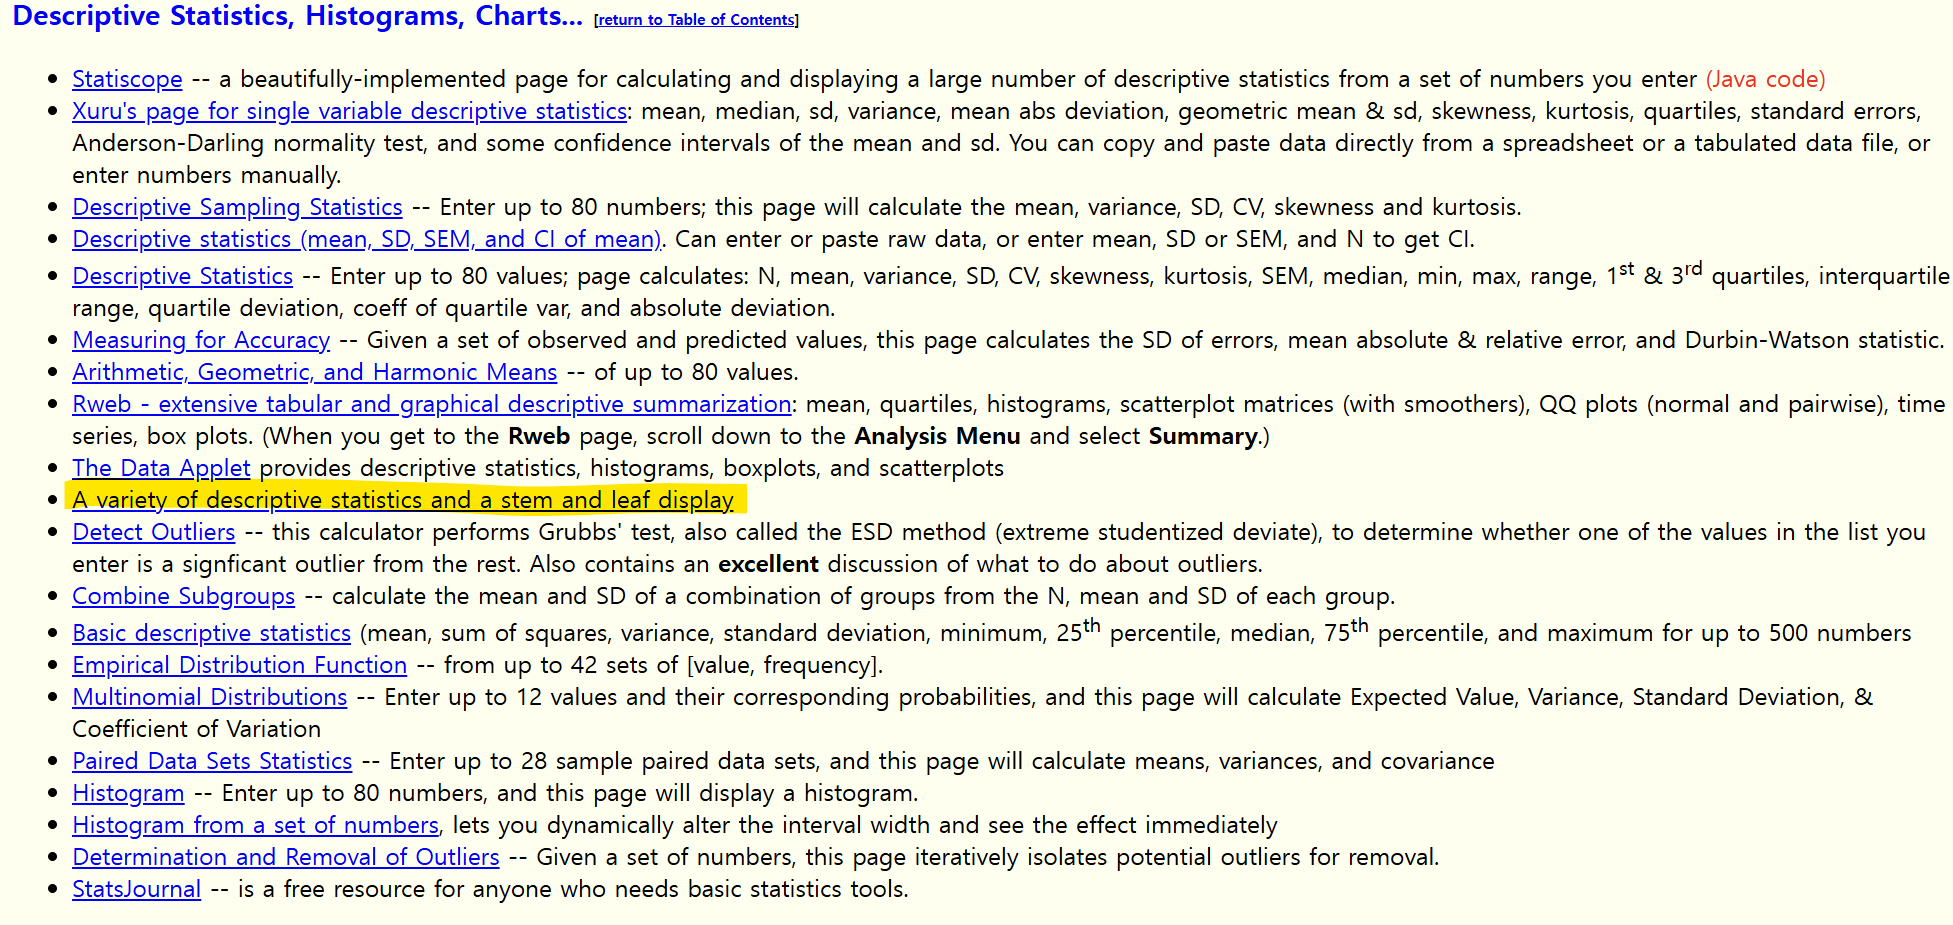 Descriptive Statistics, Histograms, Charts... [return to Table of Contents]
• Statiscope -- a beautifully-implemented page for calculating and displaying a large number of descriptive statistics from a set of numbers you enter (Java code)
• Xuru's page for single variable descriptive statistics: mean, median, sd, variance, mean abs deviation, geometric mean & sd, skewness, kurtosis, quartiles, standard errors,
Anderson-Darling normality test, and some confidence intervals of the mean and sd. You can copy and paste data directly from a spreadsheet or a tabulated data file, or
enter numbers manually.
• Descriptive Sampling Statistics -- Enter up to 80 numbers; this page will calculate the mean, variance, SD, CV, skewness and kurtosis.
• Descriptive statistics (mean, SD, SEM, and CI of mean). Can enter or paste raw data, or enter mean, SD or SEM, and N to get CI.
• Descriptive Statistics -- Enter up to 80 values; page calculates: N, mean, variance, SD, CV, skewness, kurtosis, SEM, median, min, max, range, 1st & 3rd quartiles, interquartile
range, quartile deviation, coeff of quartile var, and absolute deviation.
• Measuring for Accuracy -- Given a set of observed and predicted values, this page calculates the SD of errors, mean absolute & relative error, and Durbin-Watson statistic.
• Arithmetic, Geometric, and Harmonic Means -- of up to 80 values.
• Rweb - extensive tabular and graphical descriptive summarization: mean, quartiles, histograms, scatterplot matrices (with smoothers), QQ plots (normal and pairwise), time
series, box plots. (When you get to the Rweb page, scroll down to the Analysis Menu and select Summary.)
• The Data Applet provides descriptive statistics, histograms, boxplots, and scatterplots
• A variety of descriptive statistics and a stem and leaf display
• Detect Outliers -- this calculator performs Grubbs' test, also called the ESD method (extreme studentized deviate), to determine whether one of the values in the list you
enter is a signficant outlier from the rest. Also contains an excellent discussion of what to do about outliers.
• Combine Subgroups -- calculate the mean and SD of a combination of groups from the N, mean and SD of each group.
• Basic descriptive statistics (mean, sum of squares, variance, standard deviation, minimum, 25th percentile, median, 75th percentile, and maximum for up to 500 numbers
• Empirical Distribution Function -- from up to 42 sets of [value, frequency].
• Multinomial Distributions -- Enter up to 12 values and their corresponding probabilities, and this page will calculate Expected Value, Variance, Standard Deviation, &
Coefficient of Variation
• Paired Data Sets Statistics -- Enter up to 28 sample paired data sets, and this page will calculate means, variances, and covariance
• Histogram -- Enter up to 80 numbers, and this page will display a histogram.
• Histogram from a set of numbers, lets you dynamically alter the interval width and see the effect immediately
• Determination and Removal of Outliers -- Given a set of numbers, this page iteratively isolates potential outliers for removal.
• StatsJournal -- is a free resource for anyone who needs basic statistics tools.